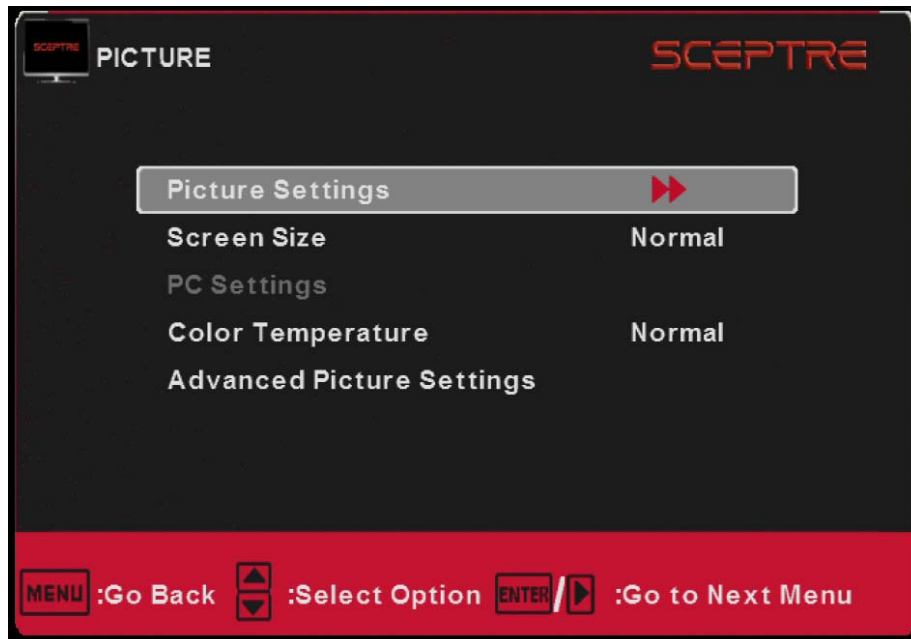 SCEPTRE
PICTURE
SCEPTRE
Picture Settings
Screen Size Normal
PC Settings
Color Temperature Normal
Advanced Picture Settings
MENU :Go Back :Select Option ENTER/ :Go to Next Menu